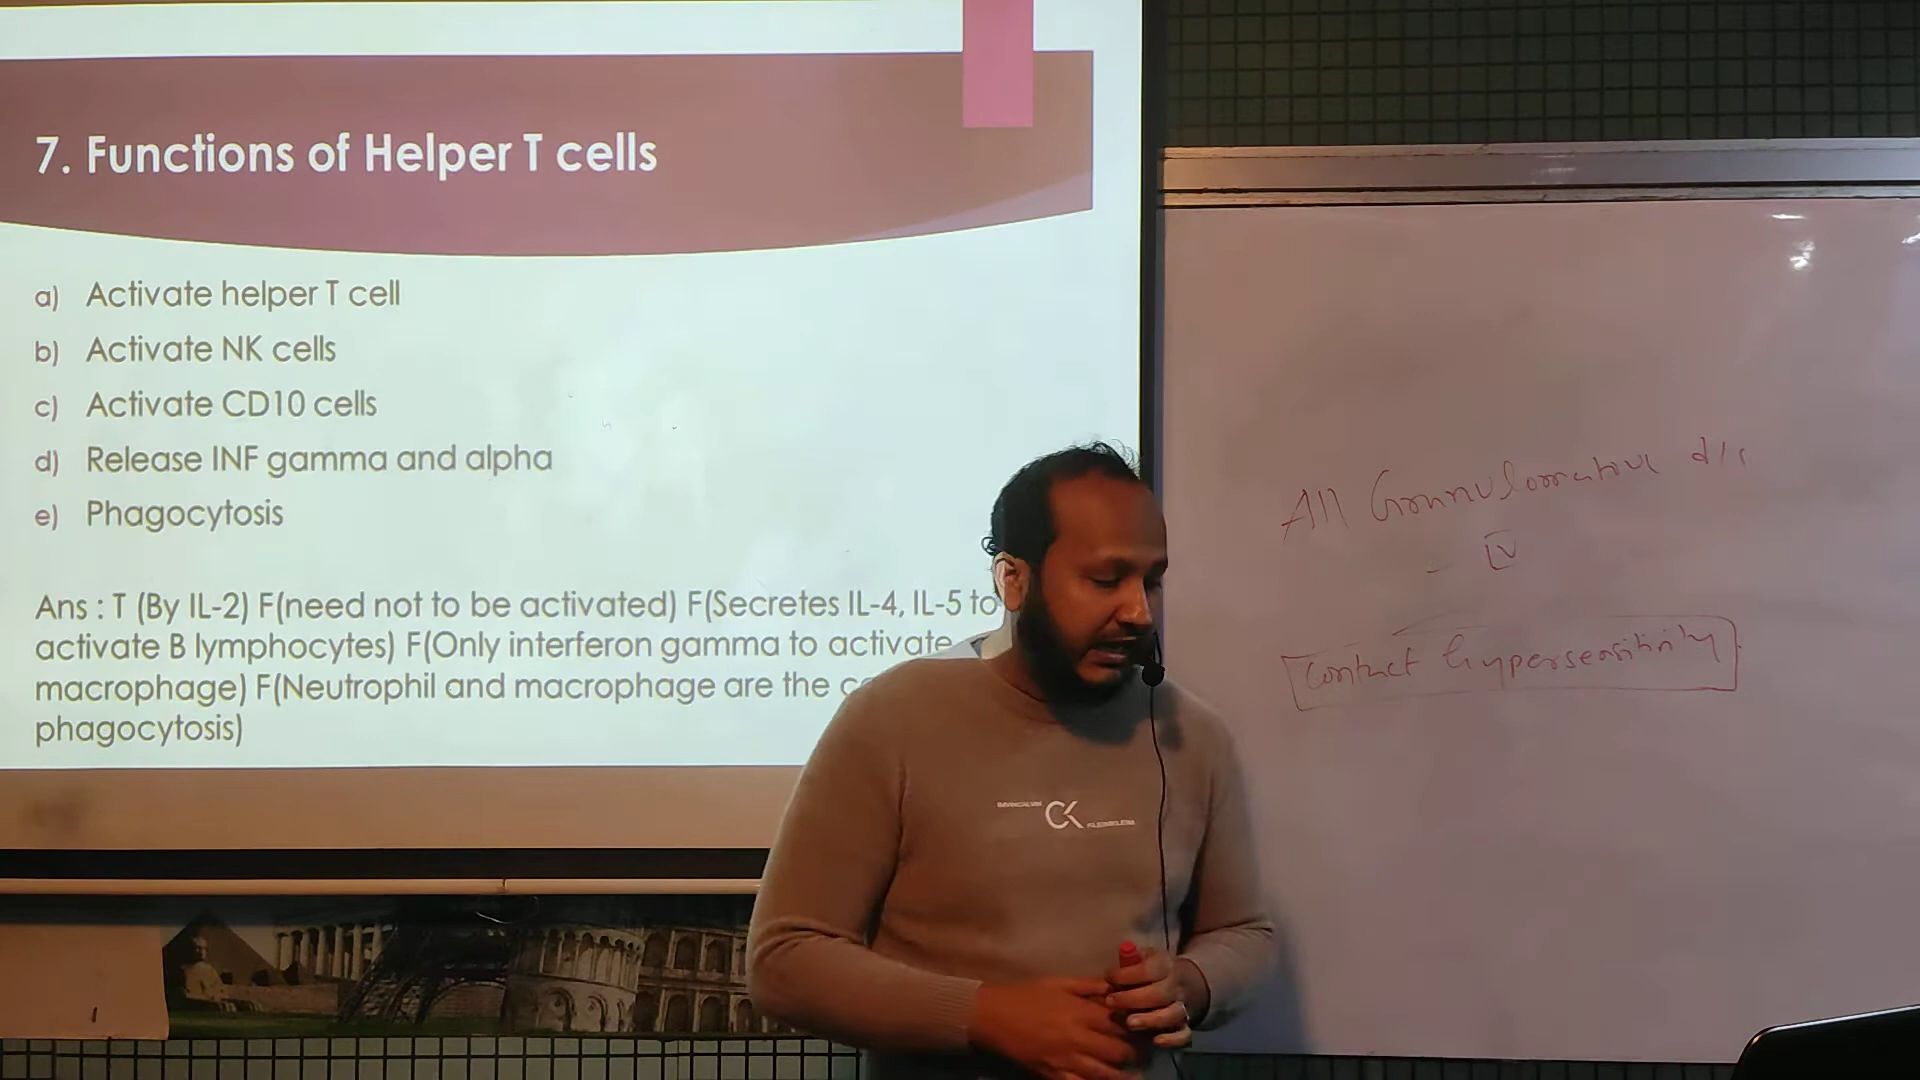 7. Functions of Helper T cells
a) Activate helper T cell
b) Activate NK cells
c) Activate CD10 cells
d) Release INF gamma and alpha
e) Phagocytosis
Ans : T (By IL-2) F(need not to be activated) F(Secretes IL-4, IL-5 to
activate B lymphocytes) F(Only interferon gamma to activate
macrophage) F(Neutrophil and macrophage are the
phagocytosis)
All Granulomatous d/s
- IV
Contact hypersensitivity
CK